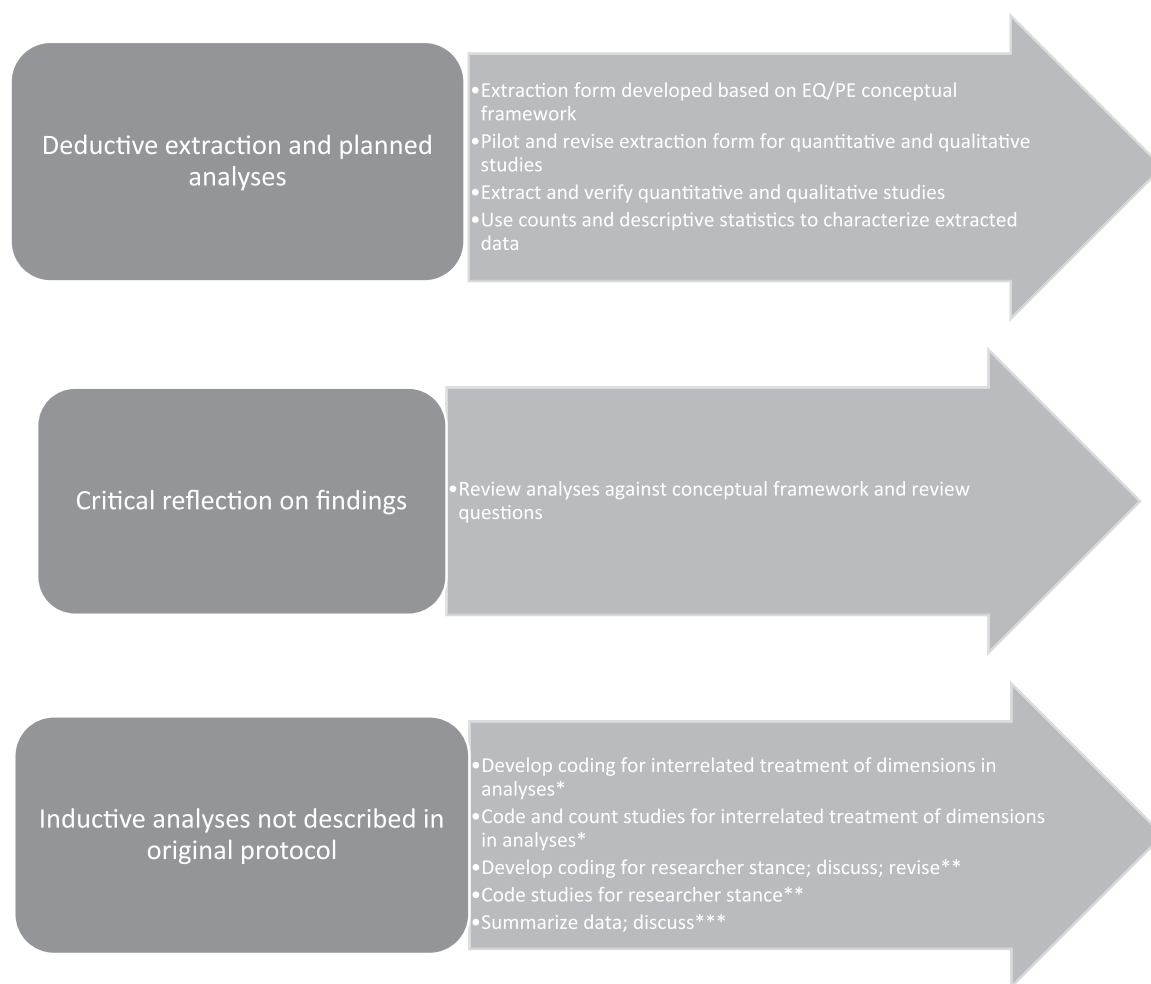 Deductive extraction and planned
analyses
•Extraction form developed based on EQ/PE conceptual
framework
•Pilot and revise extraction form for quantitative and qualitative
studies
•Extract and verify quantitative and qualitative studies
•Use counts and descriptive statistics to characterize extracted
data
Critical reflection on findings
•Review analyses against conceptual framework and review
questions
Inductive analyses not described in
original protocol
•Develop coding for interrelated treatment of dimensions in
analyses*
•Code and count studies for interrelated treatment of dimensions
in analyses*
•Develop coding for researcher stance; discuss; revise**
•Code studies for researcher stance**
•Summarize data; discuss***